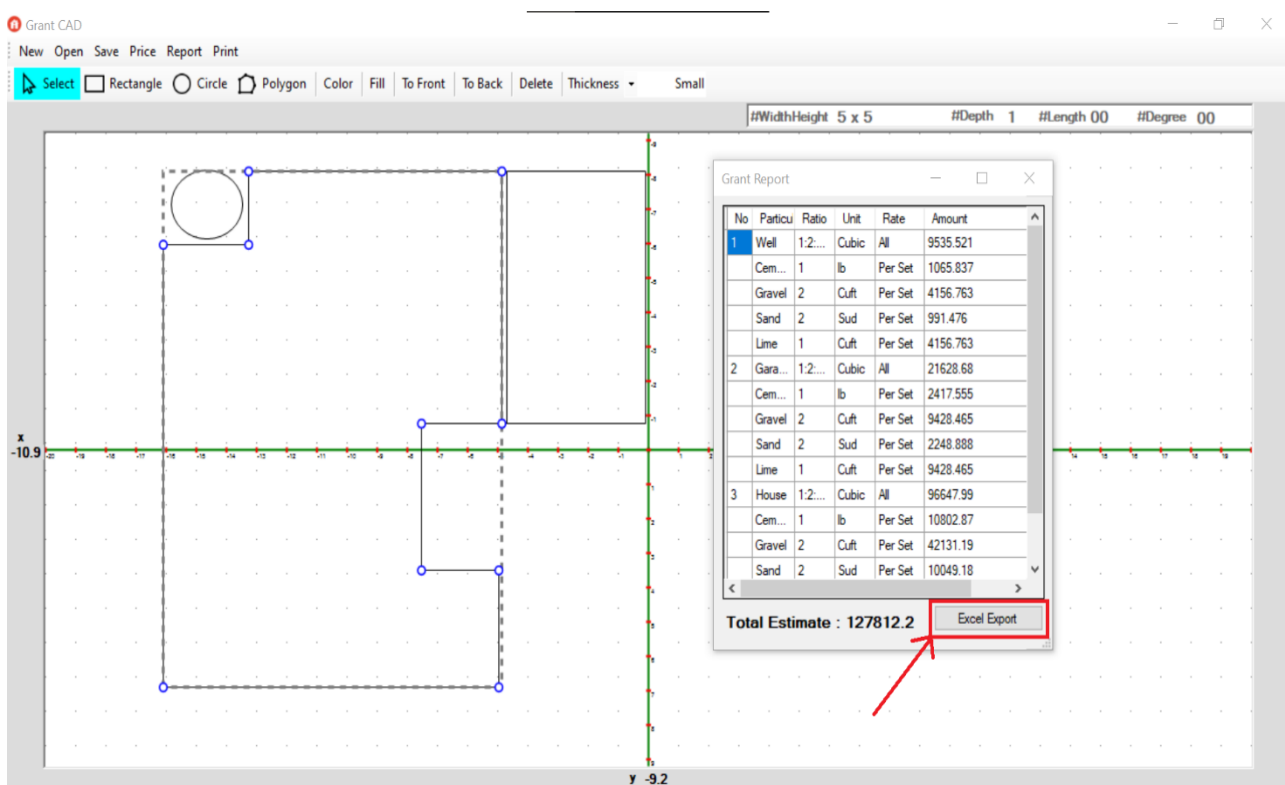 Grant CAD
New Open Save Price Report Print
Select Rectangle Circle Polygon Color Fill To Front To Back Delete Thickness Small
#WidthHeight 5 x 5 #Depth 1 #Length 00 #Degree 00
Grant Report
No Particu Ratio Unit Rate Amount
1 Well 1:2:... Cubic All 9535.521
Cem... 1 lb Per Set 1065.837
Gravel 2 Cuft Per Set 4156.763
Sand 2 Sud Per Set 991.476
Lime 1 Cuft Per Set 4156.763
2 Gara... 1:2:... Cubic All 21628.68
Cem... 1 lb Per Set 2417.555
Gravel 2 Cuft Per Set 9428.465
Sand 2 Sud Per Set 2248.888
Lime 1 Cuft Per Set 9428.465
3 House 1:2:... Cubic All 96647.99
Cem... 1 lb Per Set 10802.87
Gravel 2 Cuft Per Set 42131.19
Sand 2 Sud Per Set 10049.18
Total Estimate : 127812.2 Excel Export
x
-10.9
y -9.2